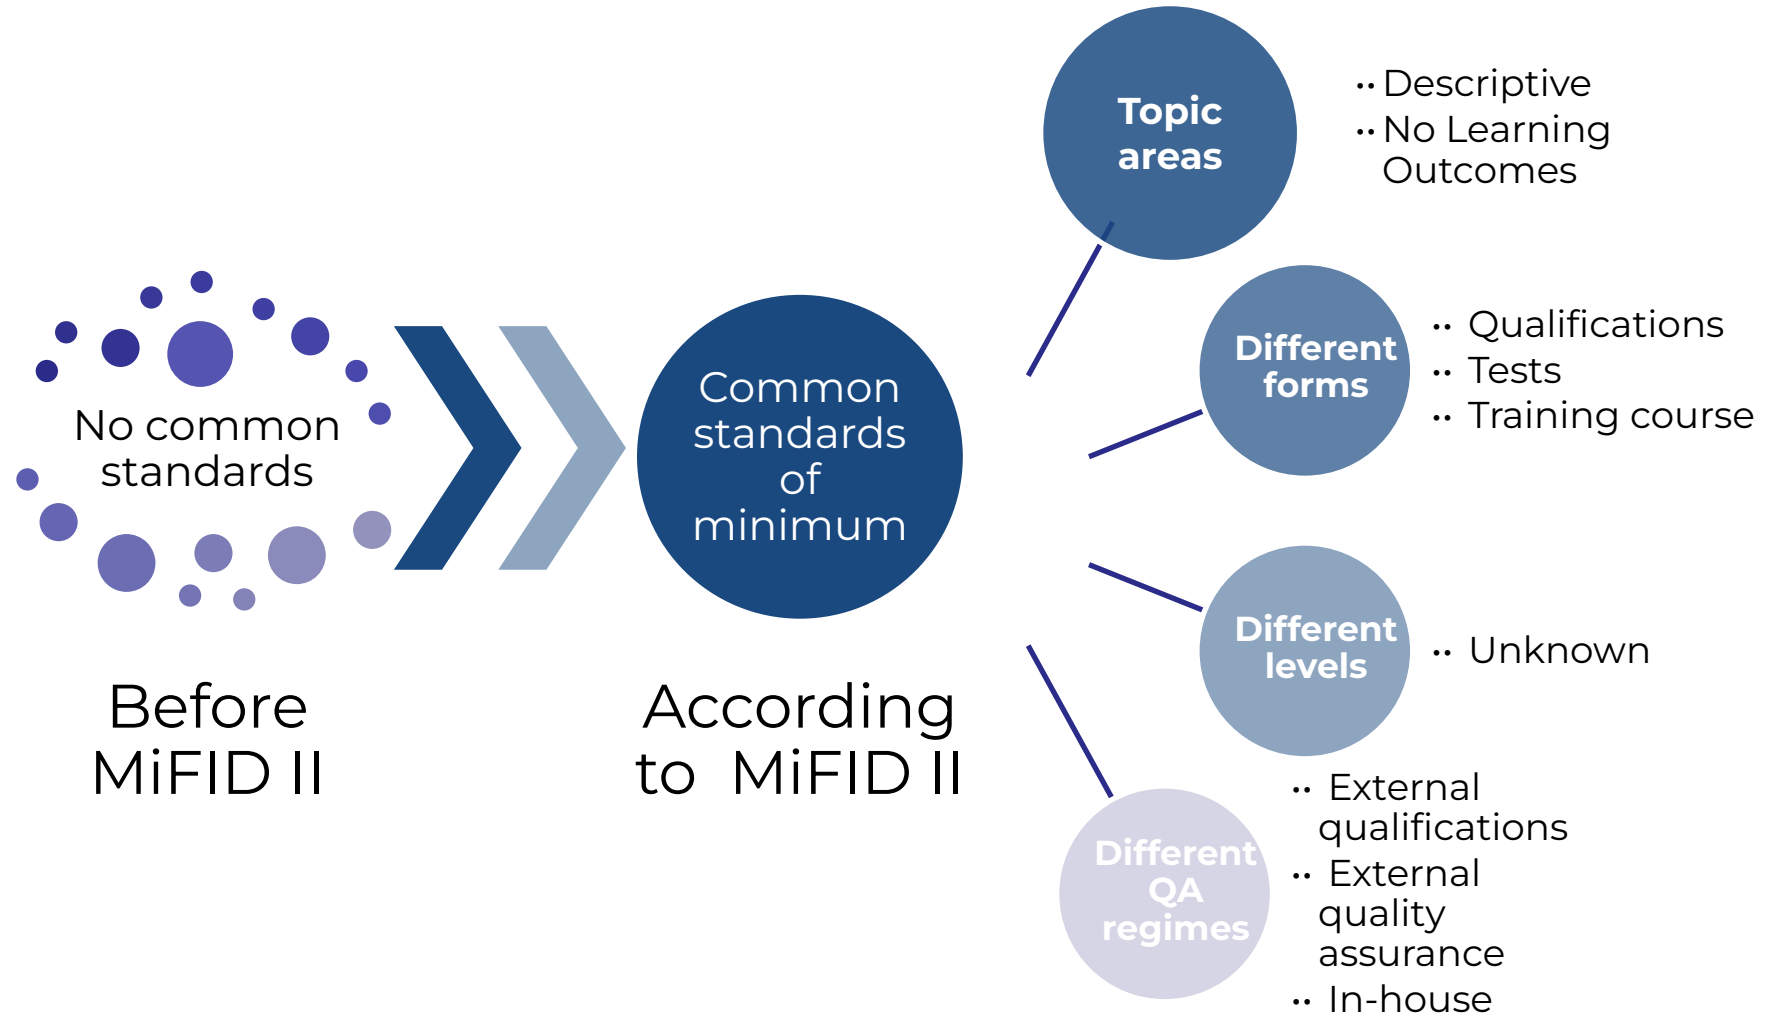 No common
standards
Before
MiFID II
Common
standards
of
minimum
According
to MiFID II
Topic
areas
•• Descriptive
•• No Learning
Outcomes
Different
forms
•• Qualifications
•• Tests
•• Training course
Different
levels
•• Unknown
Different
QA
regimes
•• External
qualifications
•• External
quality
assurance
•• In-house